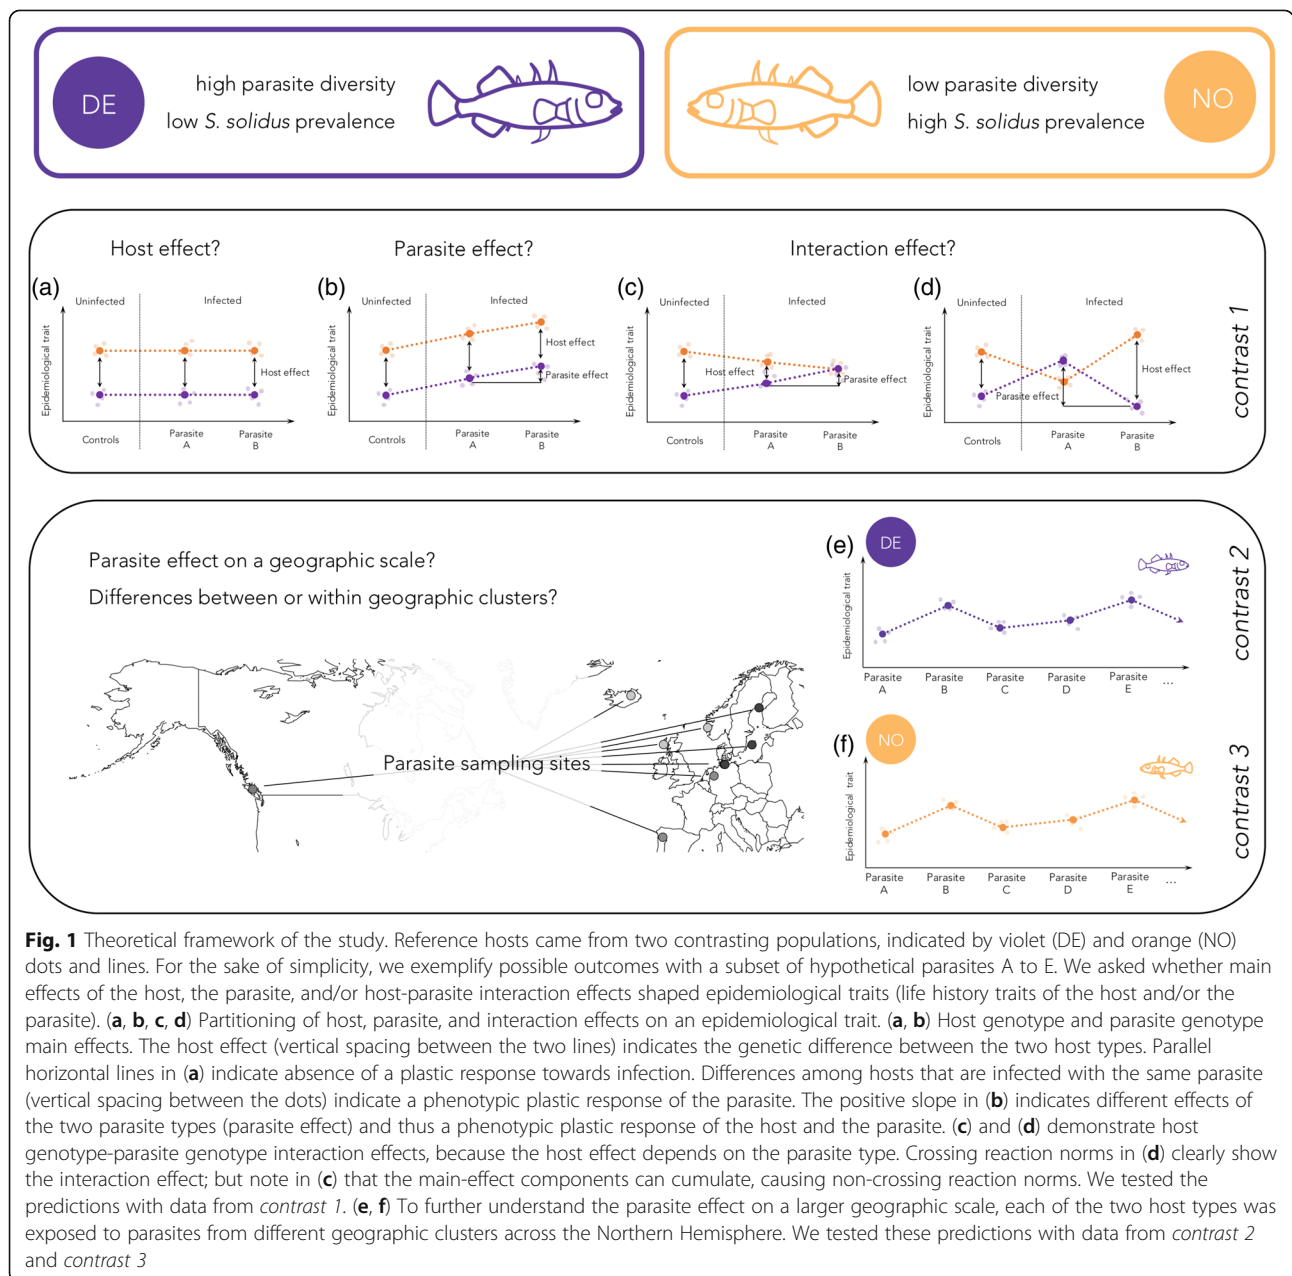 DE
high parasite diversity
low S. solidus prevalence
low parasite diversity
high S. solidus prevalence
NO
Host effect?
Parasite effect?
Interaction effect?
contrast 1
(a)
Uninfected
Infected
Epidemiological trait
Host effect
Controls
Parasite
A
Parasite
B
(b)
Uninfected
Infected
Epidemiological trait
Host effect
Parasite effect
Controls
Parasite
A
Parasite
B
(c)
Uninfected
Infected
Epidemiological trait
Host effect
Parasite effect
Controls
Parasite
A
Parasite
B
(d)
Uninfected
Infected
Epidemiological trait
Host effect
Parasite effect
Controls
Parasite
A
Parasite
B
Parasite effect on a geographic scale?
Differences between or within geographic clusters?
Parasite sampling sites
(e)
DE
contrast 2
Epidemiological trait
Parasite
A
Parasite
B
Parasite
C
Parasite
D
Parasite
E
...
(f)
NO
contrast 3
Epidemiological trait
Parasite
A
Parasite
B
Parasite
C
Parasite
D
Parasite
E
...
Fig. 1 Theoretical framework of the study. Reference hosts came from two contrasting populations, indicated by violet (DE) and orange (NO)
dots and lines. For the sake of simplicity, we exemplify possible outcomes with a subset of hypothetical parasites A to E. We asked whether main
effects of the host, the parasite, and/or host-parasite interaction effects shaped epidemiological traits (life history traits of the host and/or the
parasite). (a, b, c, d) Partitioning of host, parasite, and interaction effects on an epidemiological trait. (a, b) Host genotype and parasite genotype
main effects. The host effect (vertical spacing between the two lines) indicates the genetic difference between the two host types. Parallel
horizontal lines in (a) indicate absence of a plastic response towards infection. Differences among hosts that are infected with the same parasite
(vertical spacing between the dots) indicate a phenotypic plastic response of the parasite. The positive slope in (b) indicates different effects of
the two parasite types (parasite effect) and thus a phenotypic plastic response of the host and the parasite. (c) and (d) demonstrate host
genotype-parasite genotype interaction effects, because the host effect depends on the parasite type. Crossing reaction norms in (d) clearly show
the interaction effect; but note in (c) that the main-effect components can cumulate, causing non-crossing reaction norms. We tested the
predictions with data from contrast 1. (e, f) To further understand the parasite effect on a larger geographic scale, each of the two host types was
exposed to parasites from different geographic clusters across the Northern Hemisphere. We tested these predictions with data from contrast 2
and contrast 3